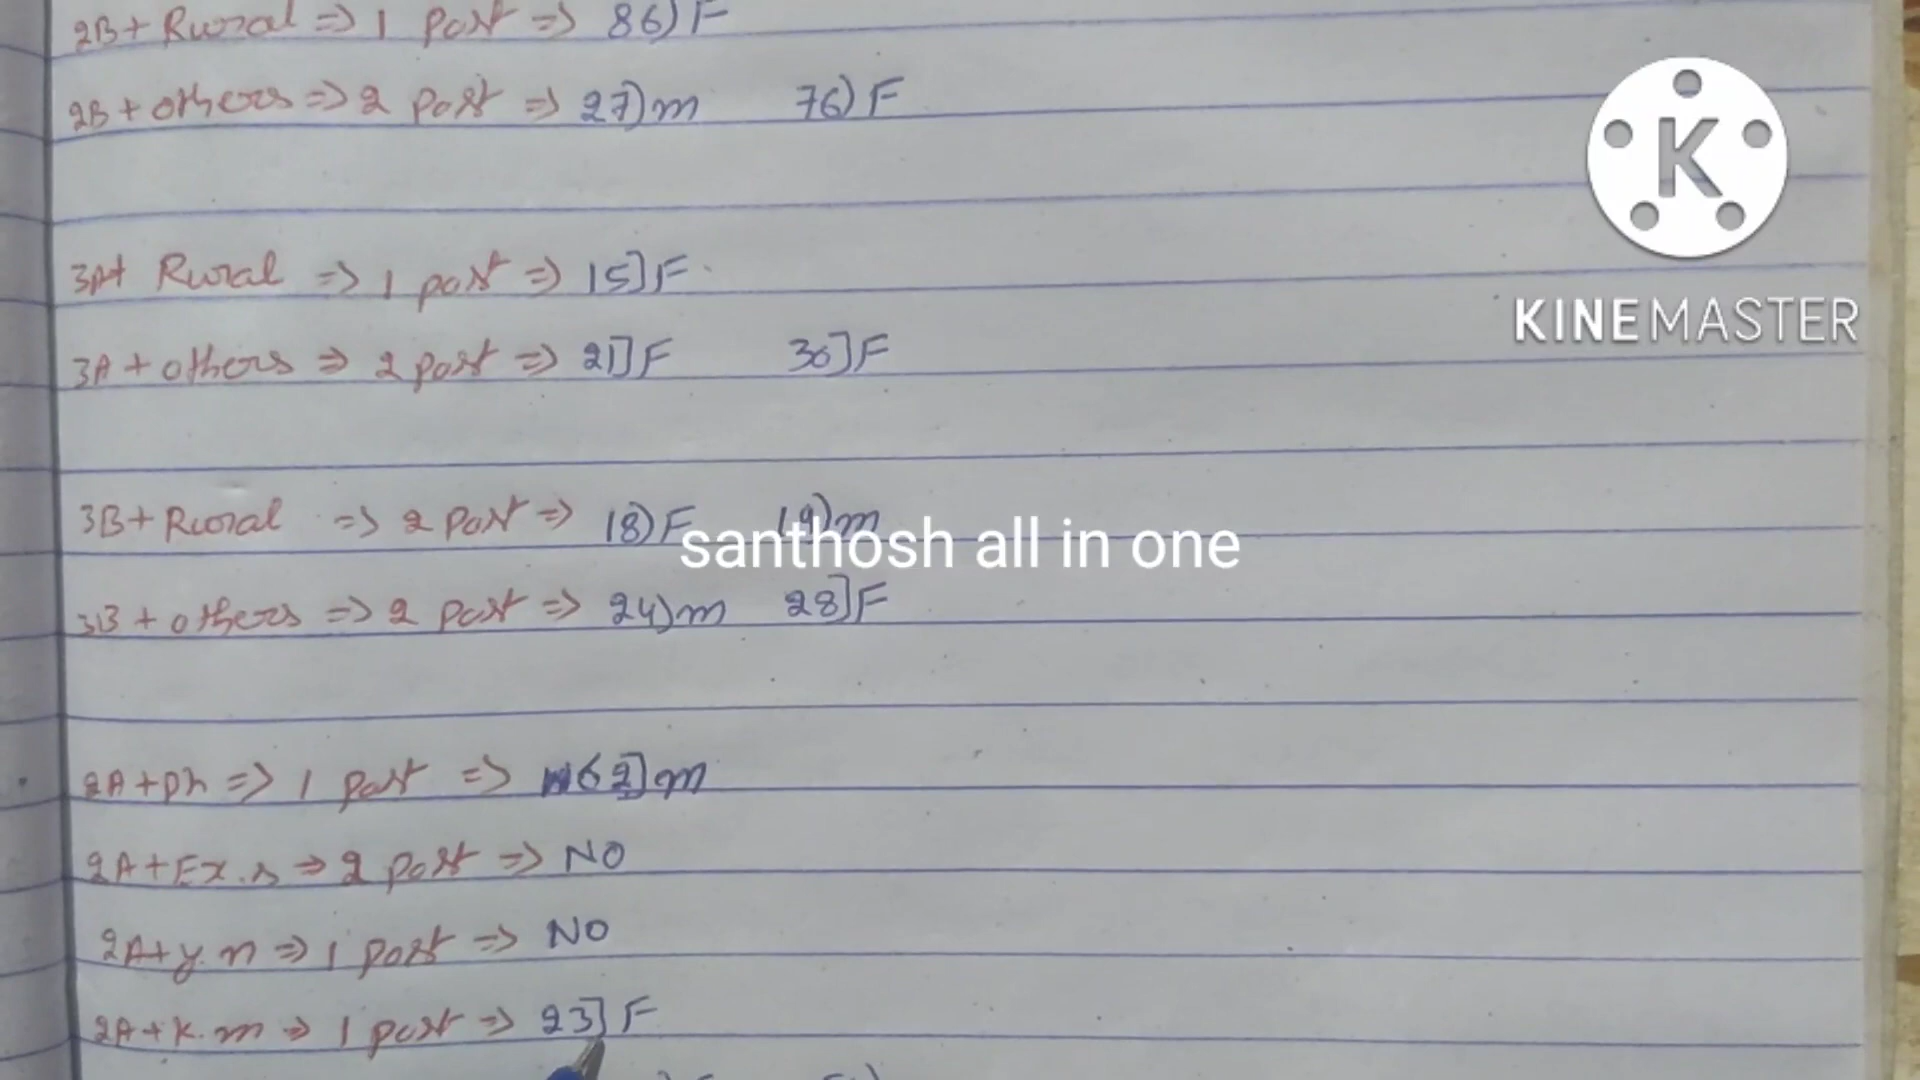 2B + Rural => 1 Post => 86) F
2B + others => 2 post => 27) m 76) F
K
3A+ Rural => 1 post => 15] F
KINEMASTER
3A + others => 2 post => 21] F 30] F
3B + Rural => 2 Post => 18) F 19) m
santhosh all in one
3B + others => 2 post => 24) m 28] F
2A + ph => 1 post => 62] m
2A + Ex.s => 2 post => NO
2A + y.n => 1 post => NO
2A + K.m => 1 post => 23] F